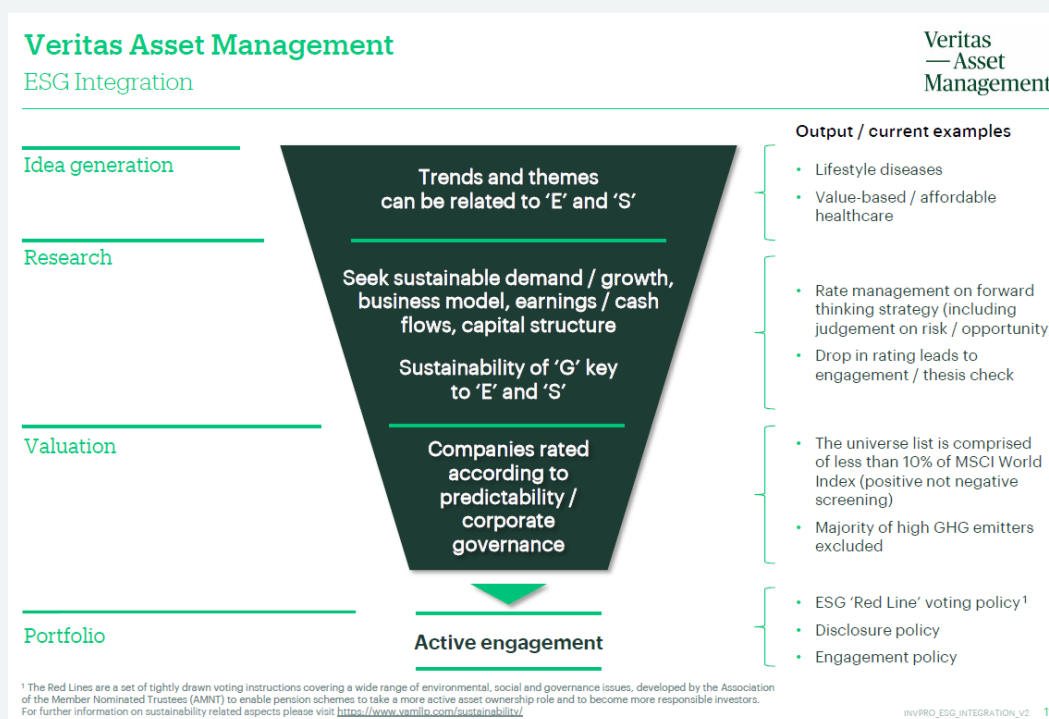 Veritas Asset Management
ESG Integration
Veritas
— Asset
Management
Output / current examples
Idea generation
Trends and themes
can be related to ‘E’ and ‘S’
• Lifestyle diseases
• Value-based / affordable
healthcare
Research
Seek sustainable demand / growth,
business model, earnings / cash
flows, capital structure
Sustainability of ‘G’ key
to ‘E’ and ‘S’
• Rate management on forward
thinking strategy (including
judgement on risk / opportunity
• Drop in rating leads to
engagement / thesis check
Valuation
Companies rated
according to
predictability /
corporate
governance
• The universe list is comprised
of less than 10% of MSCI World
Index (positive not negative
screening)
• Majority of high GHG emitters
excluded
Portfolio
Active engagement
• ESG ‘Red Line’ voting policy¹
• Disclosure policy
• Engagement policy
¹ The Red Lines are a set of tightly drawn voting instructions covering a wide range of environmental, social and governance issues, developed by the Association
of the Member Nominated Trustees (AMNT) to enable pension schemes to take a more active asset ownership role and to become more responsible investors.
For further information on sustainability related aspects please visit https://www.vamllp.com/sustainability/
INVPRO_ESG_INTEGRATION_V2 1